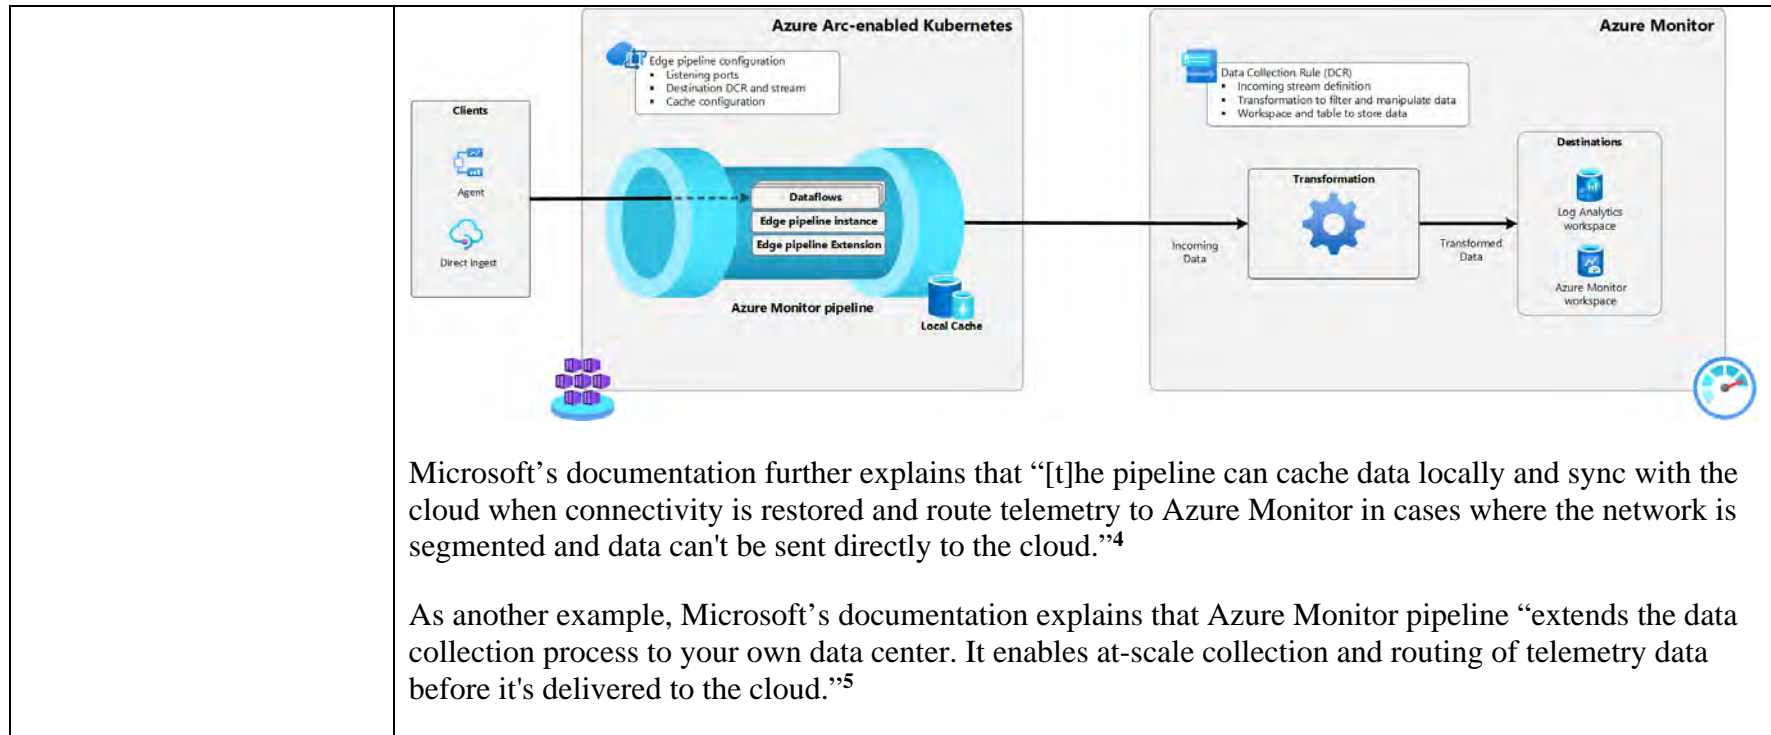 Azure Arc-enabled Kubernetes
Edge pipeline configuration
▪ Listening ports
▪ Destination DCR and stream
▪ Cache configuration
Clients
Agent
Direct ingest
Dataflows
Edge pipeline instance
Edge pipeline Extension
Azure Monitor pipeline
Local Cache
Azure Monitor
Data Collection Rule (DCR)
▪ Incoming stream definition
▪ Transformation to filter and manipulate data
▪ Workspace and table to store data
Incoming
Data
Transformation
Transformed
Data
Destinations
Log Analytics
workspace
Azure Monitor
workspace
Microsoft’s documentation further explains that “[t]he pipeline can cache data locally and sync with the
cloud when connectivity is restored and route telemetry to Azure Monitor in cases where the network is
segmented and data can't be sent directly to the cloud.”4
As another example, Microsoft’s documentation explains that Azure Monitor pipeline “extends the data
collection process to your own data center. It enables at-scale collection and routing of telemetry data
before it's delivered to the cloud.”5